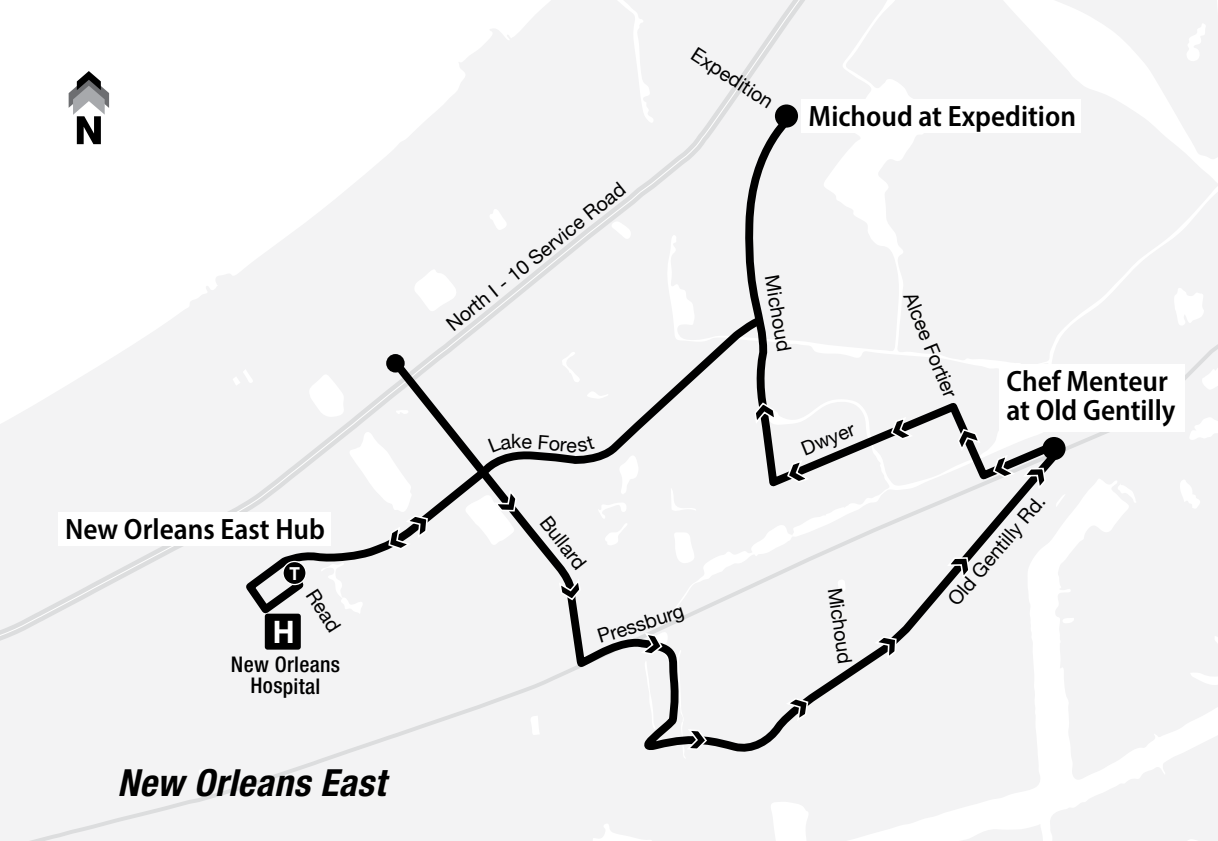 Expedition
Michoud at Expedition
N
North I - 10 Service Road
Michoud
Alcee Fortier
Chef Menteur
at Old Gentilly
Dwyer
Lake Forest
New Orleans East Hub
Bullard
Old Gentilly Rd.
T
Read
Michoud
Pressburg
H
New Orleans
Hospital
New Orleans East